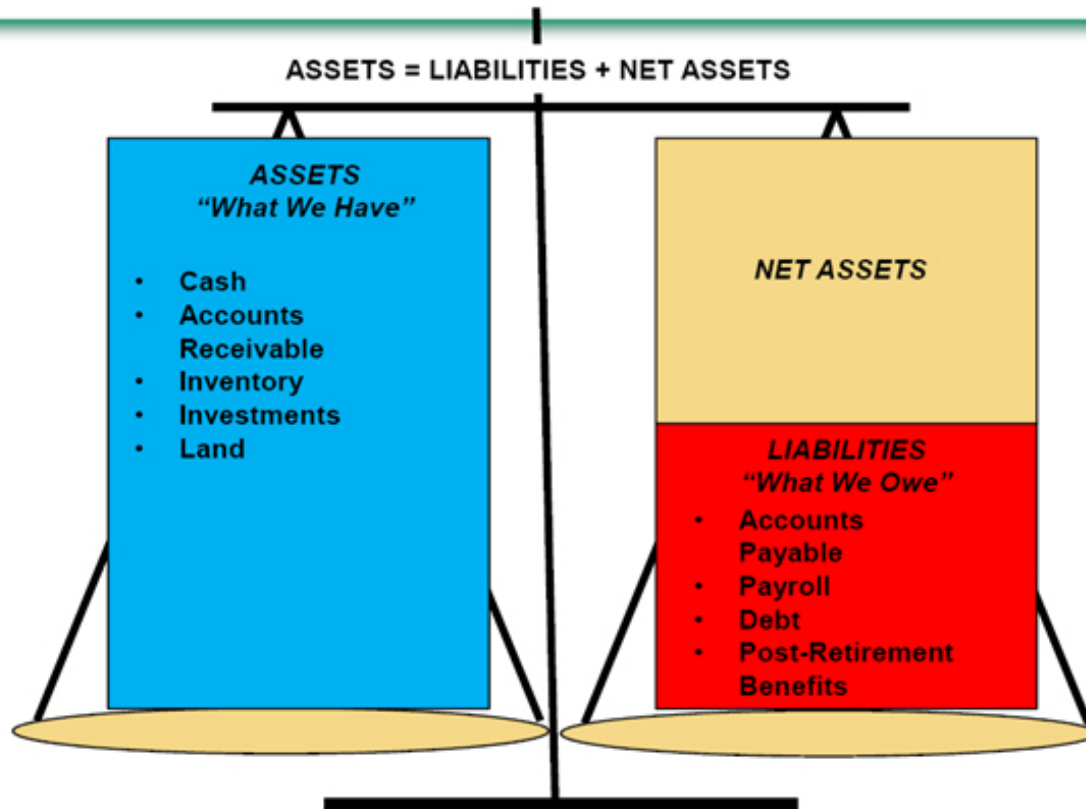 ASSETS = LIABILITIES + NET ASSETS
ASSETS
“What We Have”
• Cash
• Accounts
Receivable
• Inventory
• Investments
• Land
NET ASSETS
LIABILITIES
“What We Owe”
• Accounts
Payable
• Payroll
• Debt
• Post-Retirement
Benefits